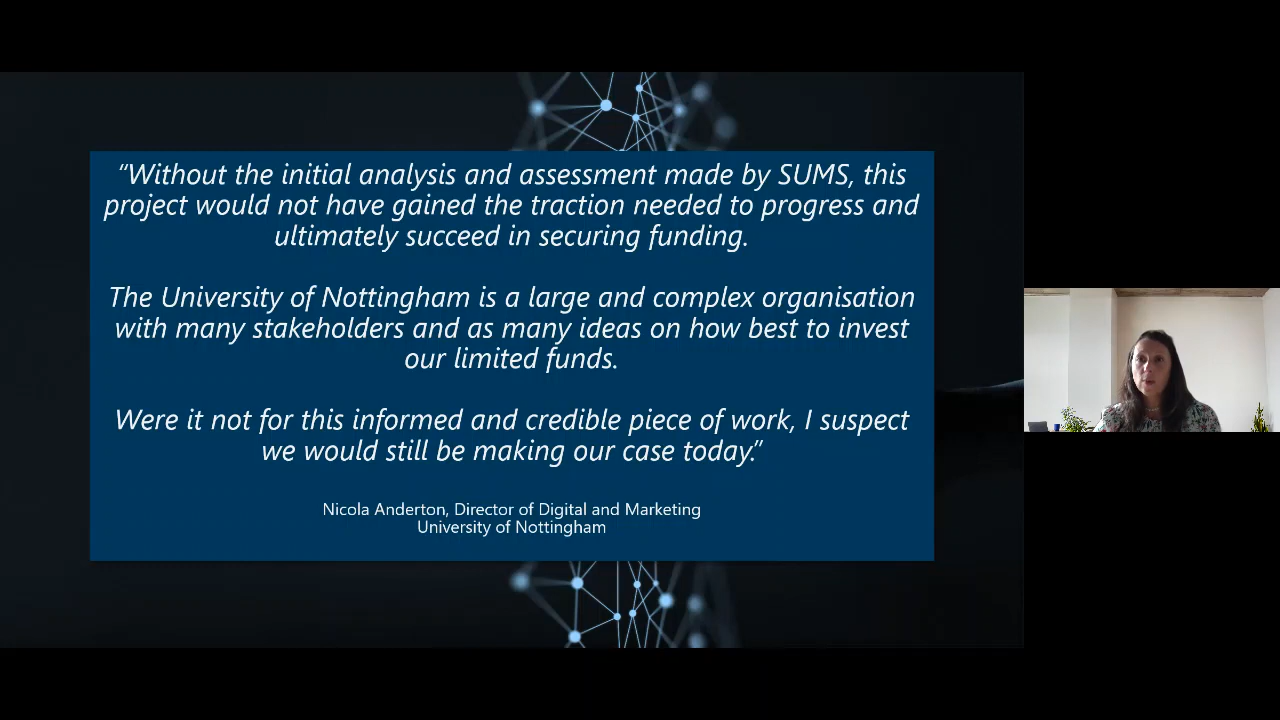 “Without the initial analysis and assessment made by SUMS, this
project would not have gained the traction needed to progress and
ultimately succeed in securing funding.
The University of Nottingham is a large and complex organisation
with many stakeholders and as many ideas on how best to invest
our limited funds.
Were it not for this informed and credible piece of work, I suspect
we would still be making our case today.”
Nicola Anderton, Director of Digital and Marketing
University of Nottingham